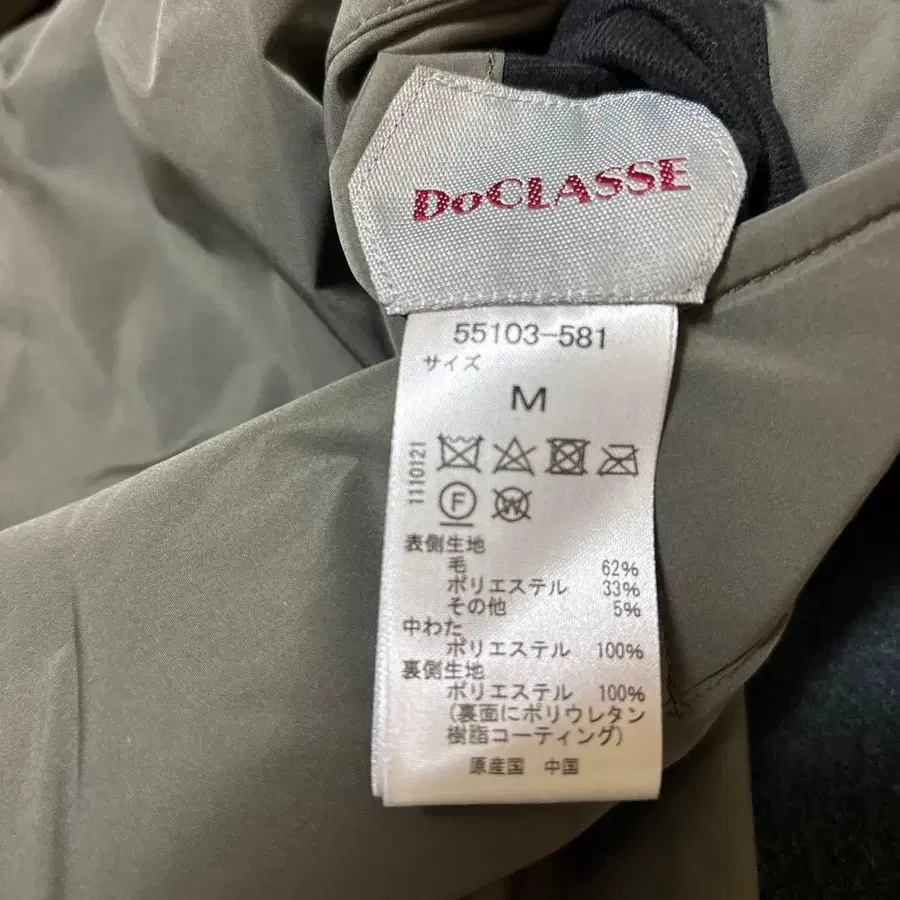 DoCLASSE
55103-581
サイズ
M
1110121
F
W
表側生地
毛 62%
ポリエステル 33%
その他 5%
中わた
ポリエステル 100%
裏側生地
ポリエステル 100%
(裏面にポリウレタン
樹脂コーティング)
原産国 中国